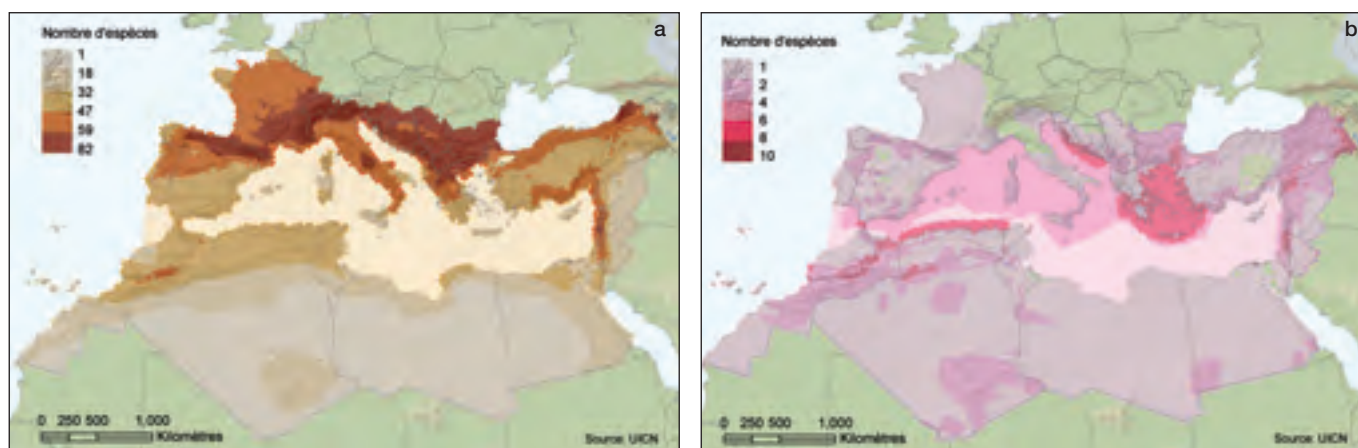 a
Nombre d'espèces
1
18
32
47
59
82
0 250 500 1,000
Kilomètres
Source: UICN
b
Nombre d'espèces
1
2
4
6
8
10
0 250 500 1,000
Kilomètres
Source: UICN